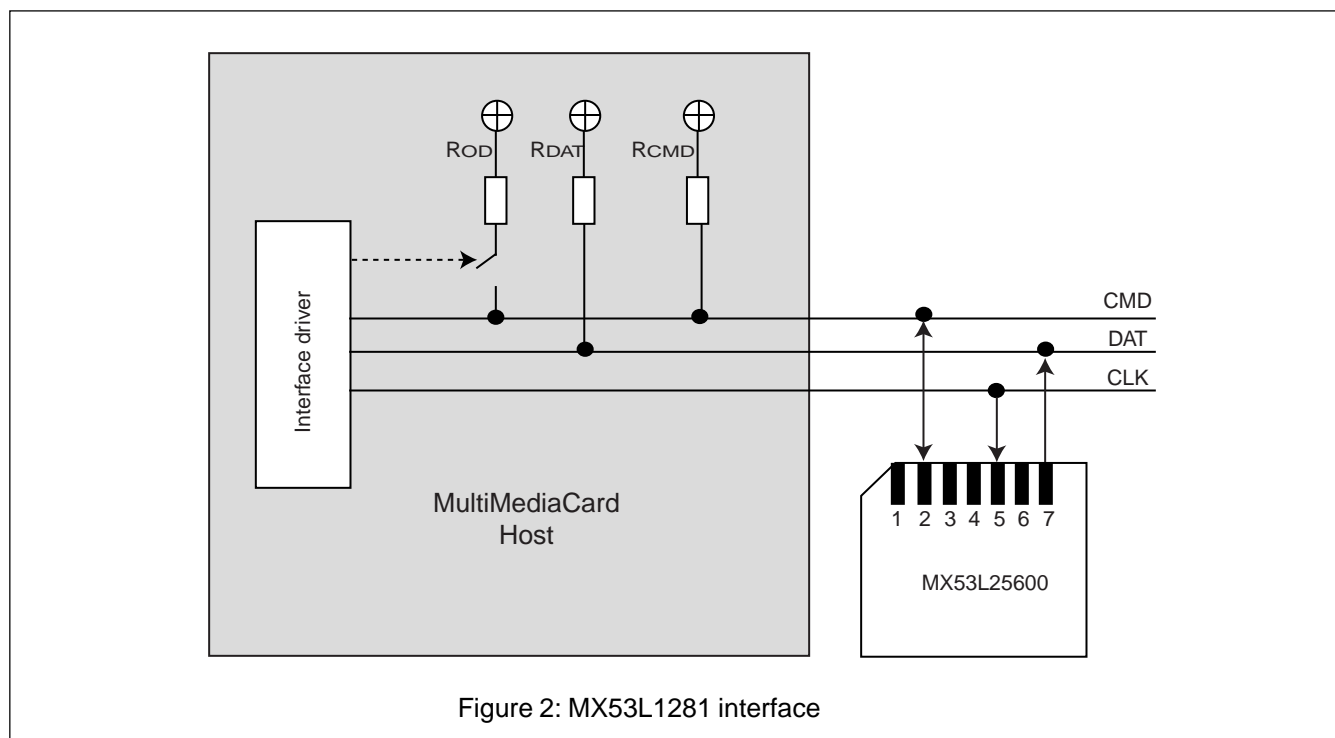 ROD RDAT RCMD
Interface driver
CMD
DAT
CLK
MultiMediaCard
Host
1 2 3 4 5 6 7
MX53L25600
Figure 2: MX53L1281 interface